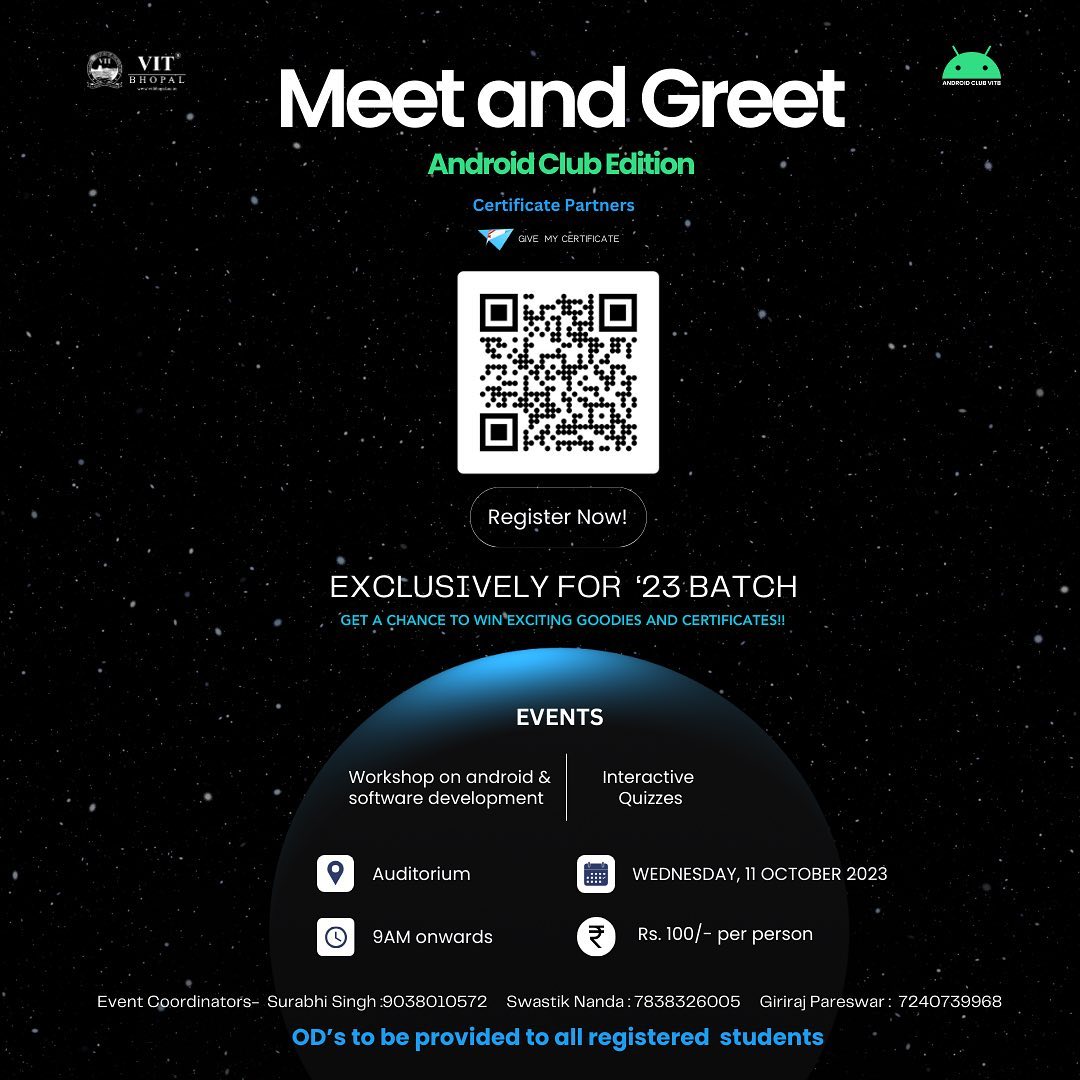 VIT
BHOPAL
Meet and Greet
ANDROID CLUB VITB
Android Club Edition
Certificate Partners
GIVE MY CERTIFICATE
Register Now!
EXCLUSIVELY FOR ‘23 BATCH
GET A CHANCE TO WIN EXCITING GOODIES AND CERTIFICATES!!
EVENTS
Workshop on android &
software development
Interactive
Quizzes
Auditorium
WEDNESDAY, 11 OCTOBER 2023
9AM onwards
Rs. 100/- per person
Event Coordinators- Surabhi Singh :9038010572 Swastik Nanda : 7838326005 Giriraj Pareswar : 7240739968
OD’s to be provided to all registered students